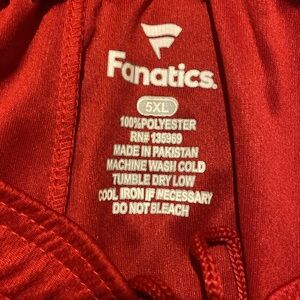 Fanatics.
5XL
100%POLYESTER
RN# 135969
MADE IN PAKISTAN
MACHINE WASH COLD
TUMBLE DRY LOW
COOL IRON IF NECESSARY
DO NOT BLEACH